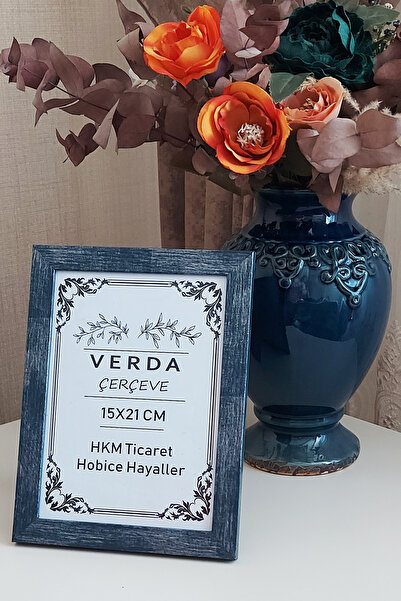 VERDA
ÇERÇEVE
15X21 CM
HKM Ticaret
Hobice Hayaller